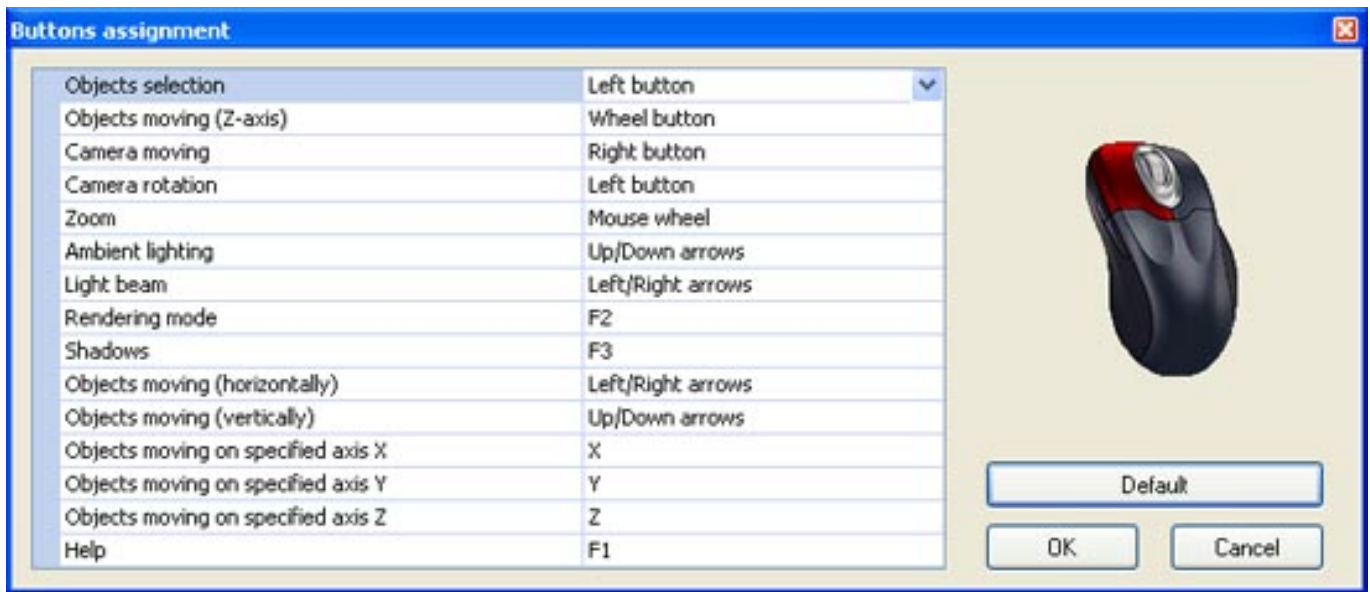 Buttons assignment
Objects selection Left button
Objects moving (Z-axis) Wheel button
Camera moving Right button
Camera rotation Left button
Zoom Mouse wheel
Ambient lighting Up/Down arrows
Light beam Left/Right arrows
Rendering mode F2
Shadows F3
Objects moving (horizontally) Left/Right arrows
Objects moving (vertically) Up/Down arrows
Objects moving on specified axis X X
Objects moving on specified axis Y Y
Objects moving on specified axis Z Z
Help F1
Default
OK Cancel